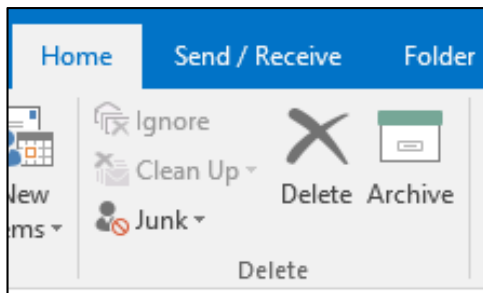 Home Send / Receive Folder
Ignore
Clean Up
Junk
Delete Archive
Delete